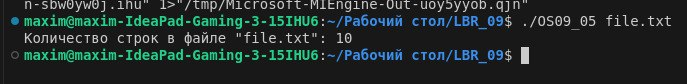 n-sbw0yw0j.ihu" 1>"/tmp/Microsoft-MIEngine-Out-uoy5yyob.qjn"
maxim@maxim-IdeaPad-Gaming-3-15IHU6:~/Рабочий стол/LBR_09$ ./OS09_05 file.txt
Количество строк в файле "file.txt": 10
maxim@maxim-IdeaPad-Gaming-3-15IHU6:~/Рабочий стол/LBR_09$